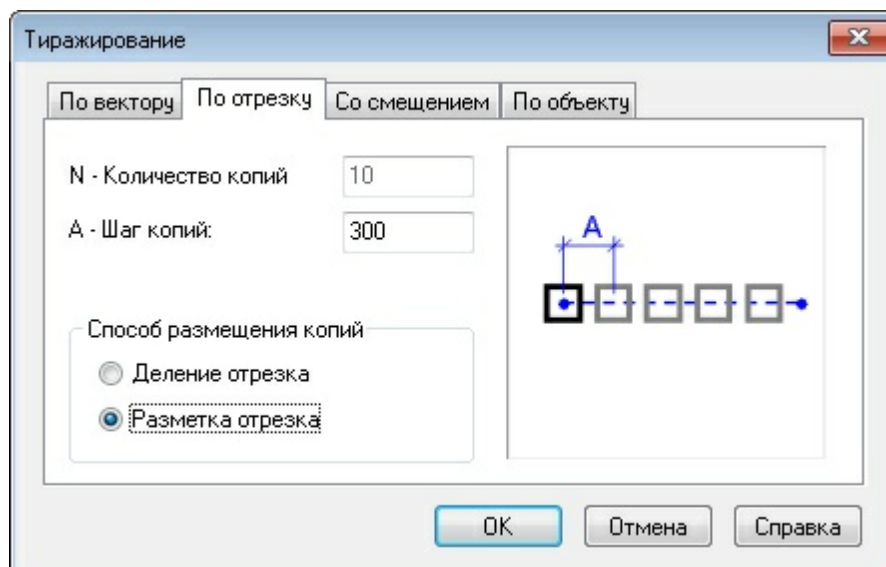 Тиражирование
По вектору По отрезку Со смещением По объекту
N - Количество копий 10
A - Шаг копий: 300
A
Способ размещения копий
Деление отрезка
Разметка отрезка
OK Отмена Справка